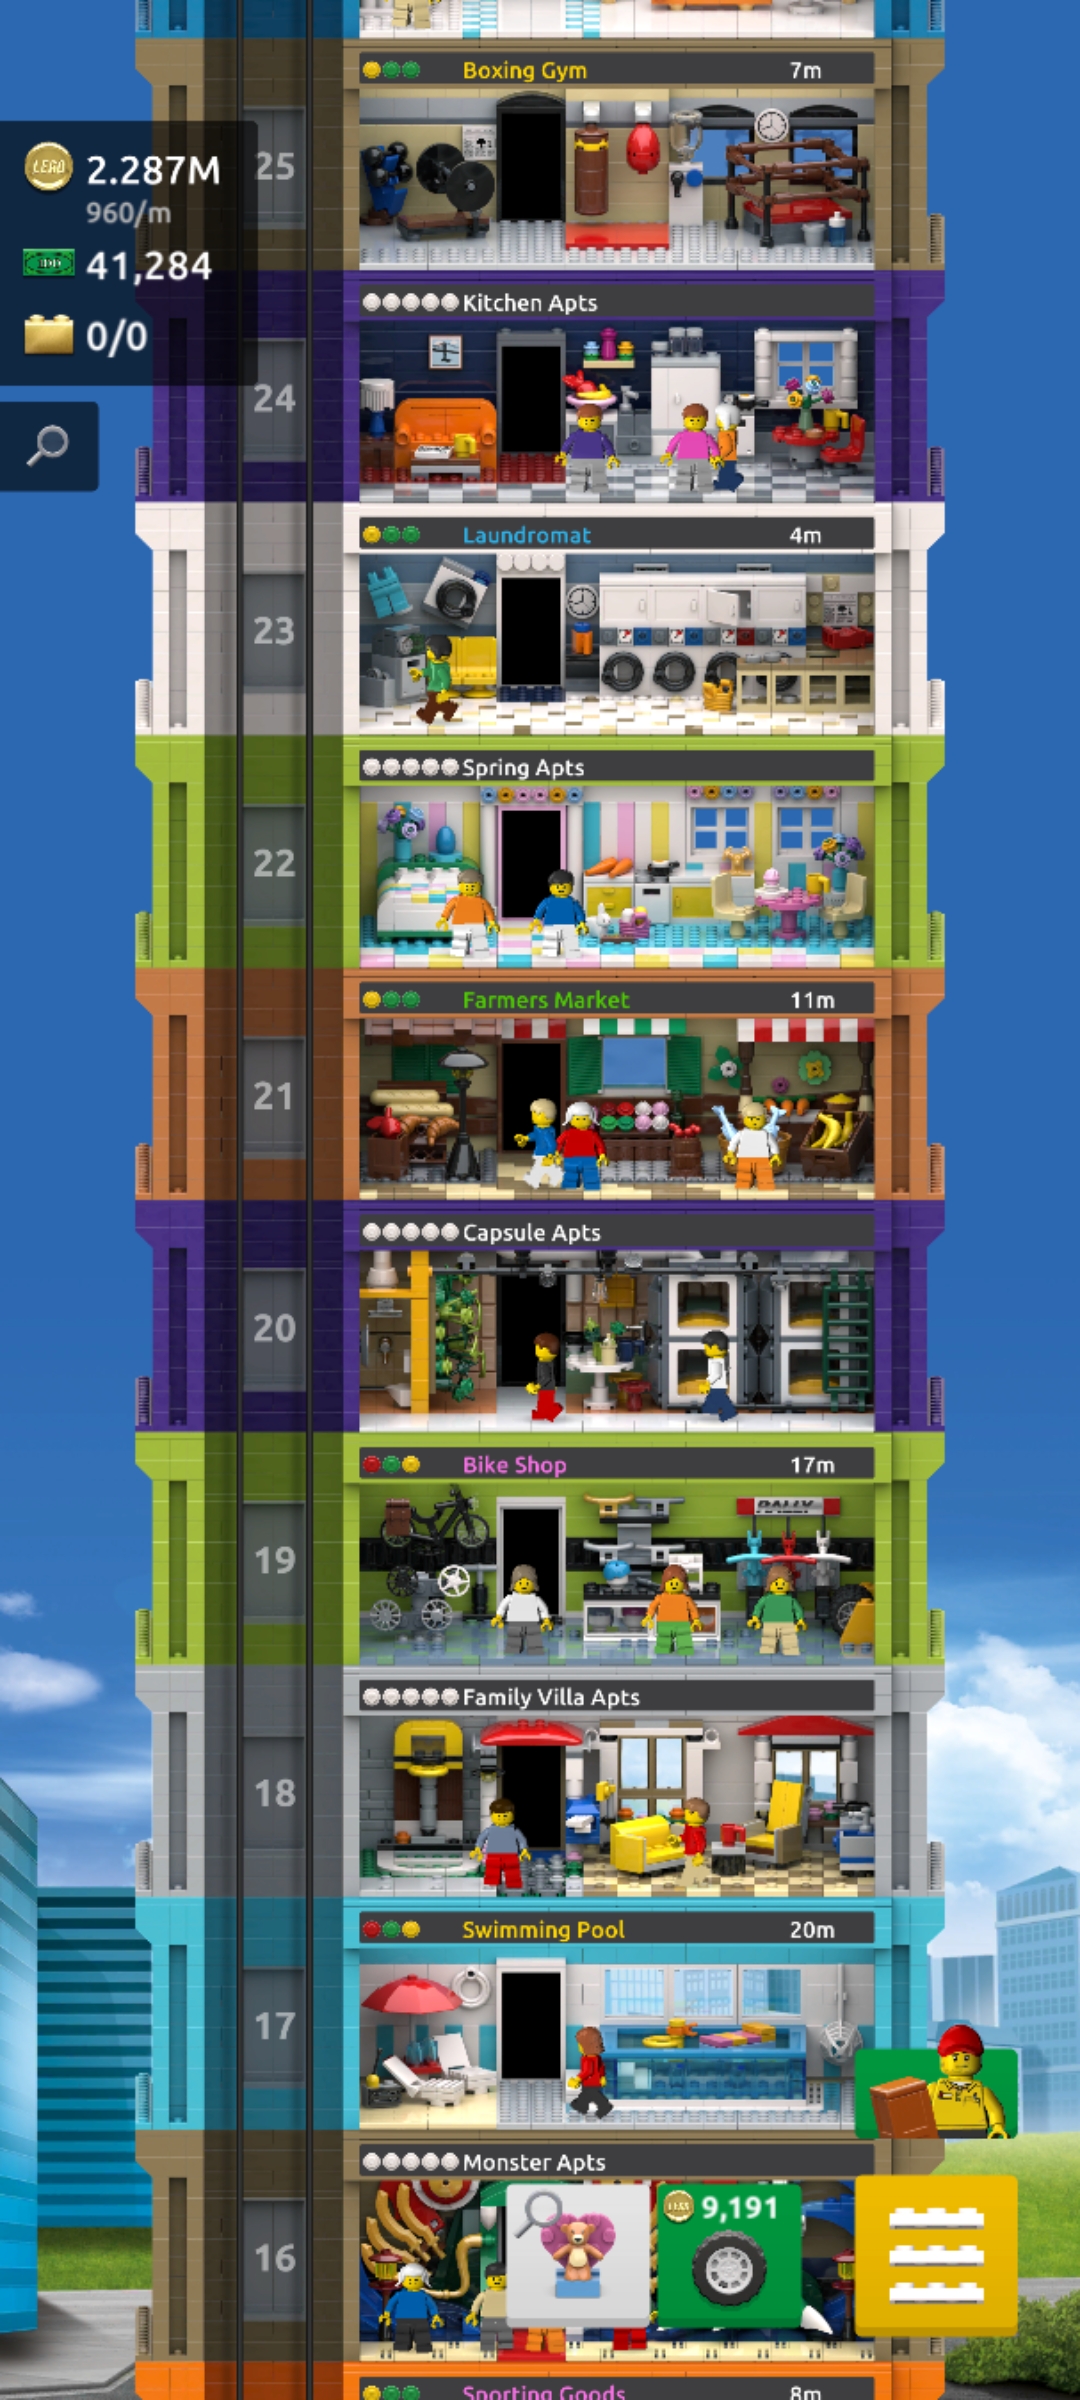 Boxing Gym 7m
25
LEGO 2.287M
960/m
41,284
0/0
Kitchen Apts
24
Laundromat 4m
23
Spring Apts
22
Farmers Market 11m
21
Capsule Apts
20
Bike Shop 17m
RALLY
19
Family Villa Apts
18
Swimming Pool 20m
17
Monster Apts
9,191
16
Sporting Goods 8m